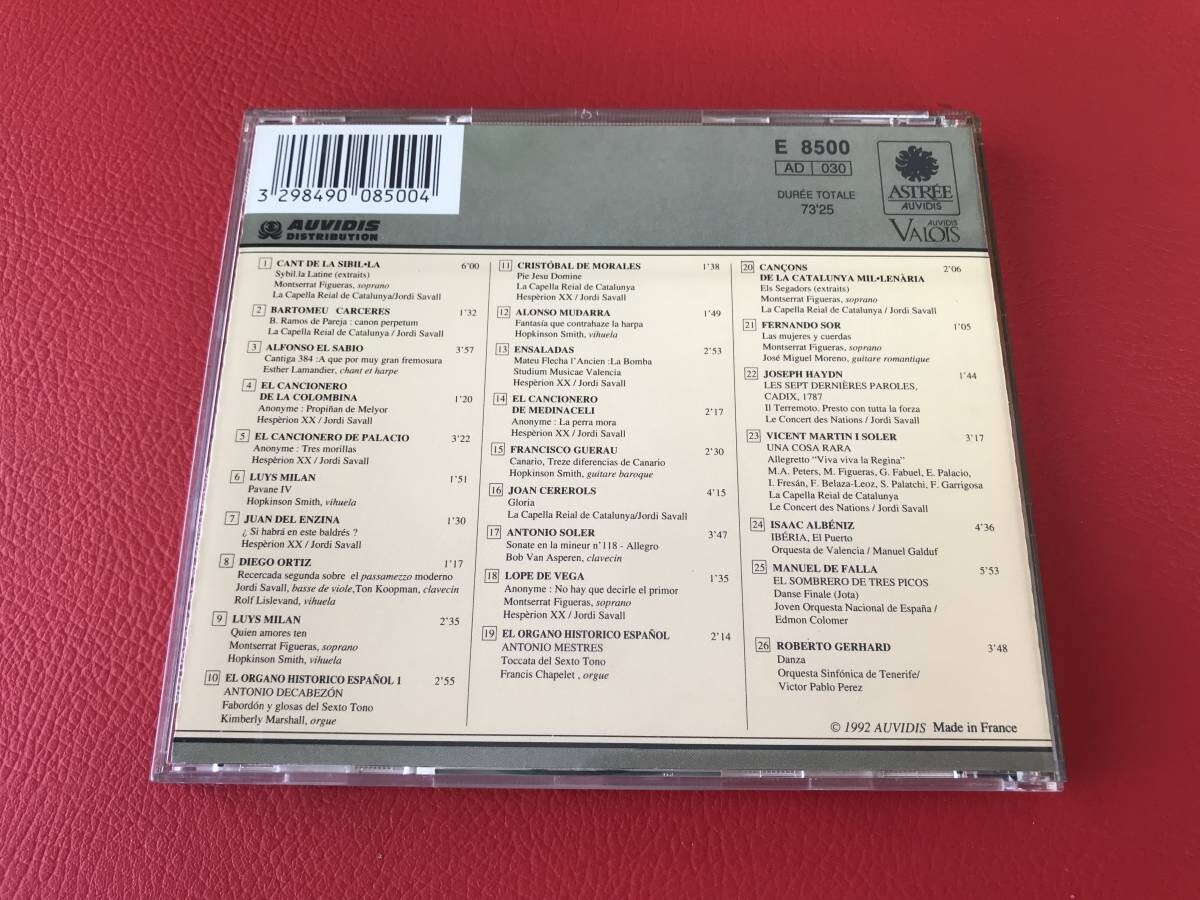 3 298490 085004
AUVIDIS
DISTRIBUTION
E 8500
AD 030
DURÉE TOTALE
73'25
ASTRÉE
AUVIDIS
AUVIDIS
VALOIS
1 CANT DE LA SIBIL•LA 6'00
Sybil.la Latine (extraits)
Montserrat Figueras, soprano
La Capella Reial de Catalunya/Jordi Savall
2 BARTOMEU CARCERES 1'32
B. Ramos de Pareja : canon perpetum
La Capella Reial de Catalunya / Jordi Savall
3 ALFONSO EL SABIO 3'57
Cantiga 384 :A que por muy gran fremosura
Esther Lamandier, chant et harpe
4 EL CANCIONERO
DE LA COLOMBINA 1'20
Anonyme : Propiñan de Melyor
Hespèrion XX / Jordi Savall
5 EL CANCIONERO DE PALACIO 3'22
Anonyme : Tres morillas
Hespèrion XX / Jordi Savall
6 LUYS MILAN 1'51
Pavane IV
Hopkinson Smith, vihuela
7 JUAN DEL ENZINA 1'30
¿ Si habrá en este baldrés ?
Hespèrion XX / Jordi Savall
8 DIEGO ORTIZ 1'17
Recercada segunda sobre el passamezzo moderno
Jordi Savall, basse de viole,Ton Koopman, clavecin
Rolf Lislevand, vihuela
9 LUYS MILAN 2'35
Quien amores ten
Montserrat Figueras, soprano
Hopkinson Smith, vihuela
10 EL ORGANO HISTORICO ESPAÑOL 1 2'55
ANTONIO DECABEZÓN
Fabordón y glosas del Sexto Tono
Kimberly Marshall, orgue
11 CRISTÓBAL DE MORALES 1'38
Pie Jesu Domine
La Capella Reial de Catalunya
Hespèrion XX / Jordi Savall
12 ALONSO MUDARRA 1'49
Fantasía que contrahaze la harpa
Hopkinson Smith, vihuela
13 ENSALADAS 2'53
Mateu Flecha l'Ancien :La Bomba
Studium Musicae Valencia
Hespèrion XX / Jordi Savall
14 EL CANCIONERO
DE MEDINACELI 2'17
Anonyme : La perra mora
Hespèrion XX / Jordi Savall
15 FRANCISCO GUERAU 2'30
Canario, Treze diferencias de Canario
Hopkinson Smith, guitare baroque
16 JOAN CEREROLS 4'15
Gloria
La Capella Reial de Catalunya/Jordi Savall
17 ANTONIO SOLER 3'47
Sonate en la mineur n°118 - Allegro
Bob Van Asperen, clavecin
18 LOPE DE VEGA 1'35
Anonyme : No hay que decirle el primor
Montserrat Figueras, soprano
Hespèrion XX / Jordi Savall
19 EL ORGANO HISTORICO ESPAÑOL 2'14
ANTONIO MESTRES
Toccata del Sexto Tono
Francis Chapelet , orgue
20 CANÇONS
DE LA CATALUNYA MIL•LENÀRIA 2'06
Els Segadors (extraits)
Montserrat Figueras, soprano
La Capella Reial de Catalunya / Jordi Savall
21 FERNANDO SOR 1'05
Las mujeres y cuerdas
Montserrat Figueras, soprano
José Miguel Moreno, guitare romantique
22 JOSEPH HAYDN 1'44
LES SEPT DERNIÈRES PAROLES,
CADIX, 1787
Il Terremoto. Presto con tutta la forza
Le Concert des Nations / Jordi Savall
23 VICENT MARTIN I SOLER 3'17
UNA COSA RARA
Allegretto "Viva viva la Regina"
M.A. Peters, M. Figueras, G. Fabuel, E. Palacio,
I. Fresán, F. Belaza-Leoz, S. Palatchi, F. Garrigosa
La Capella Reial de Catalunya
Le Concert des Nations / Jordi Savall
24 ISAAC ALBÉNIZ 4'36
IBÉRIA, El Puerto
Orquesta de Valencia / Manuel Galduf
25 MANUEL DE FALLA 5'53
EL SOMBRERO DE TRES PICOS
Danse Finale (Jota)
Joven Orquesta Nacional de España /
Edmon Colomer
26 ROBERTO GERHARD 3'48
Danza
Orquesta Sinfónica de Tenerife/
Victor Pablo Perez
© 1992 AUVIDIS Made in France